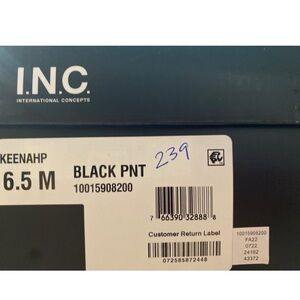 I.N.C.
INTERNATIONAL CONCEPTS
KEENAHP
6.5 M
BLACK PNT
10015908200
239
7 66390 32888 8
Customer Return Label
072585872448
10015908200
FA22
0722
24162
43372